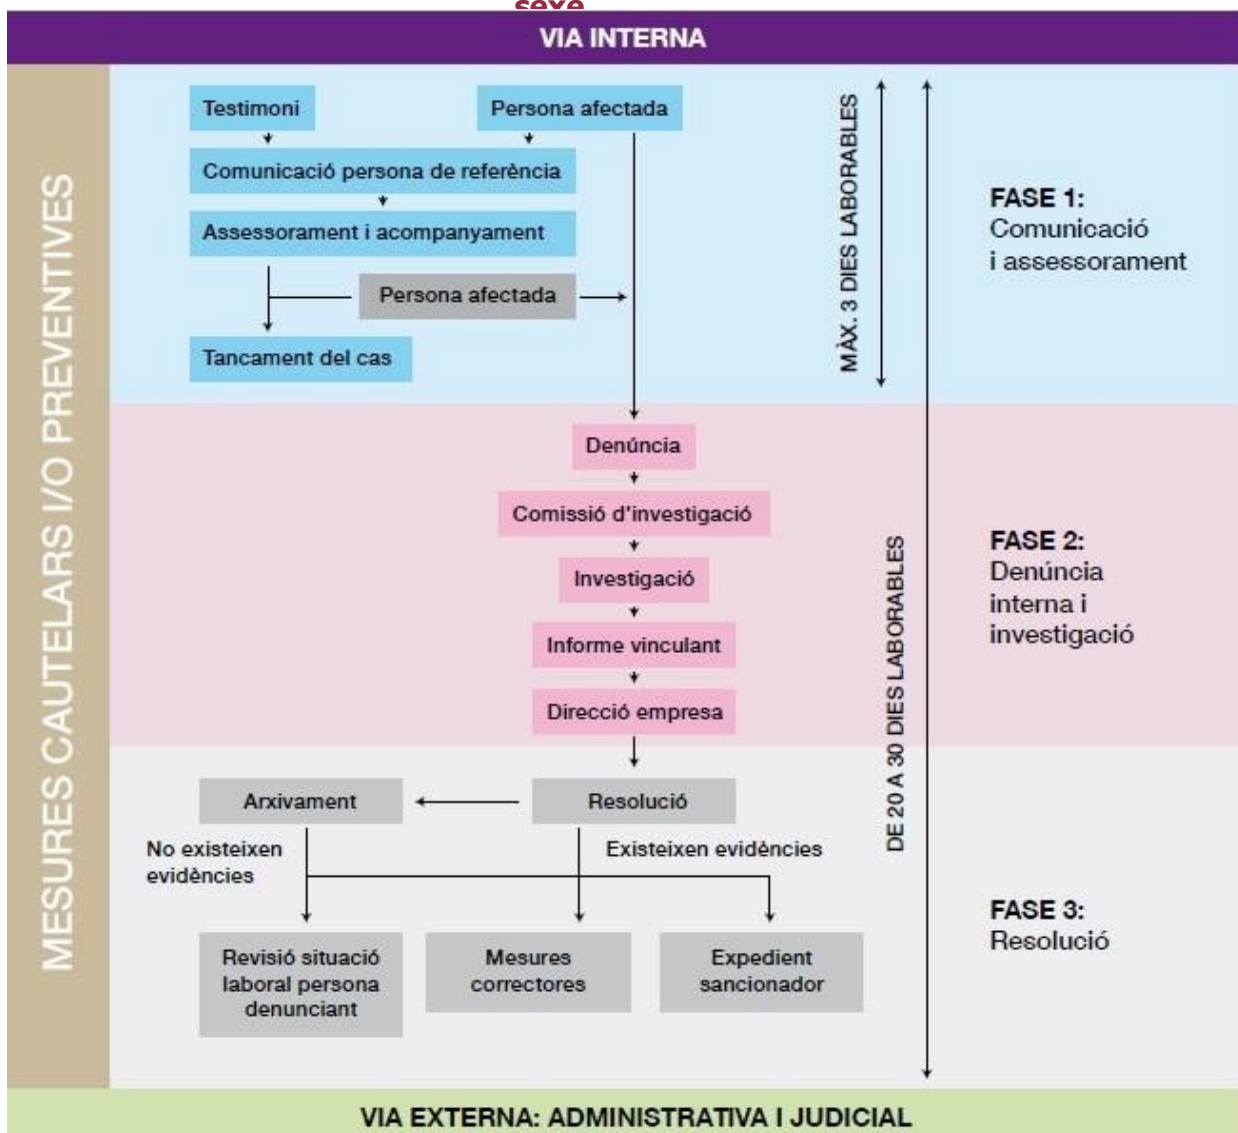 sexe
VIA INTERNA
MESURES CAUTELARS I/O PREVENTIVES
Testimoni
Persona afectada
Comunicació persona de referència
Assessorament i acompanyament
Persona afectada
Tancament del cas
MÀX. 3 DIES LABORABLES
FASE 1:
Comunicació
i assessorament
Denúncia
Comissió d'investigació
Investigació
Informe vinculant
Direcció empresa
DE 20 A 30 DIES LABORABLES
FASE 2:
Denúncia
interna i
investigació
Arxivament
Resolució
No existeixen
evidències
Existeixen evidències
Revisió situació
laboral persona
denunciant
Mesures
correctores
Expedient
sancionador
FASE 3:
Resolució
VIA EXTERNA: ADMINISTRATIVA I JUDICIAL